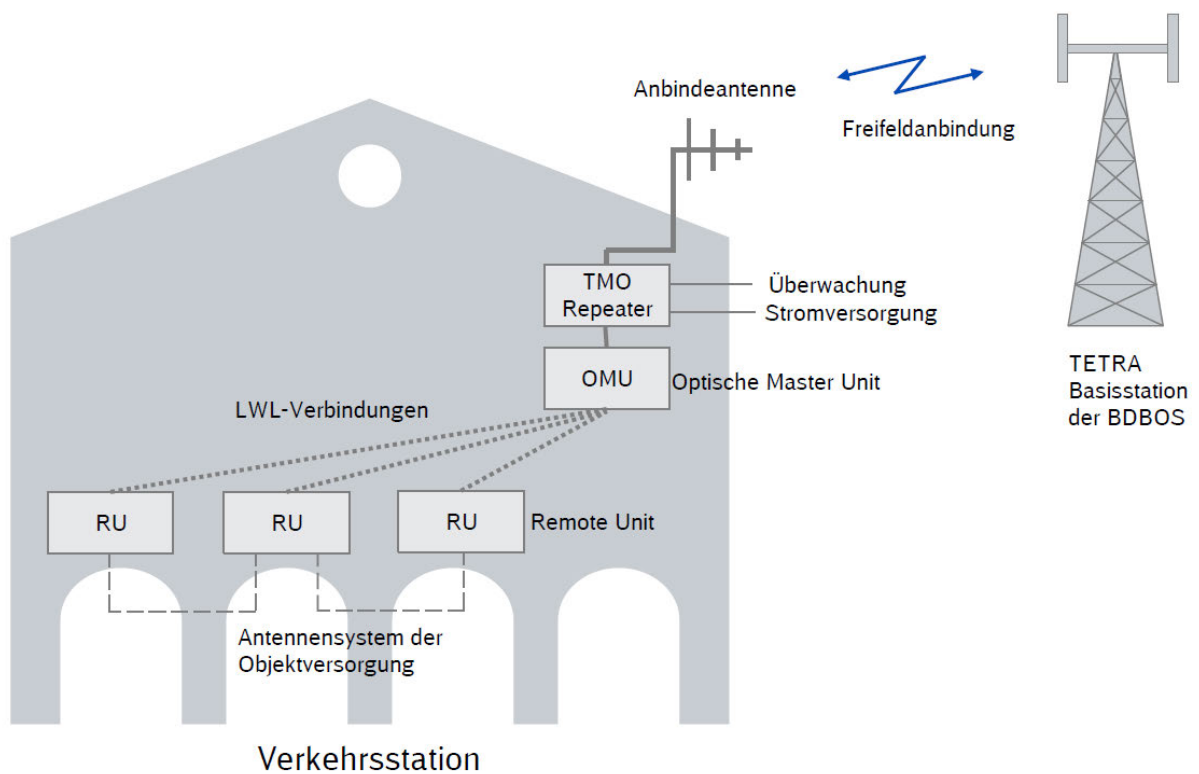 Anbindeantenne
Freifeldanbindung
TMO
Repeater
Überwachung
Stromversorgung
OMU
Optische Master Unit
TETRA
Basisstation
der BDBOS
LWL-Verbindungen
RU
RU
RU
Remote Unit
Antennensystem der
Objektversorgung
Verkehrsstation